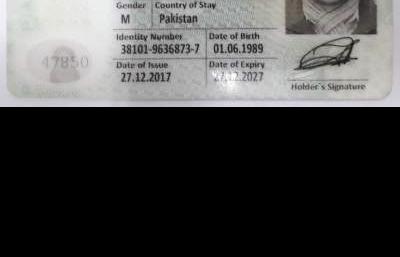 Gender Country of Stay
M Pakistan
Identity Number Date of Birth
38101-9636873-7 01.06.1989
47850
Date of Issue Date of Expiry
27.12.2017 27.12.2027
Holder's Signature